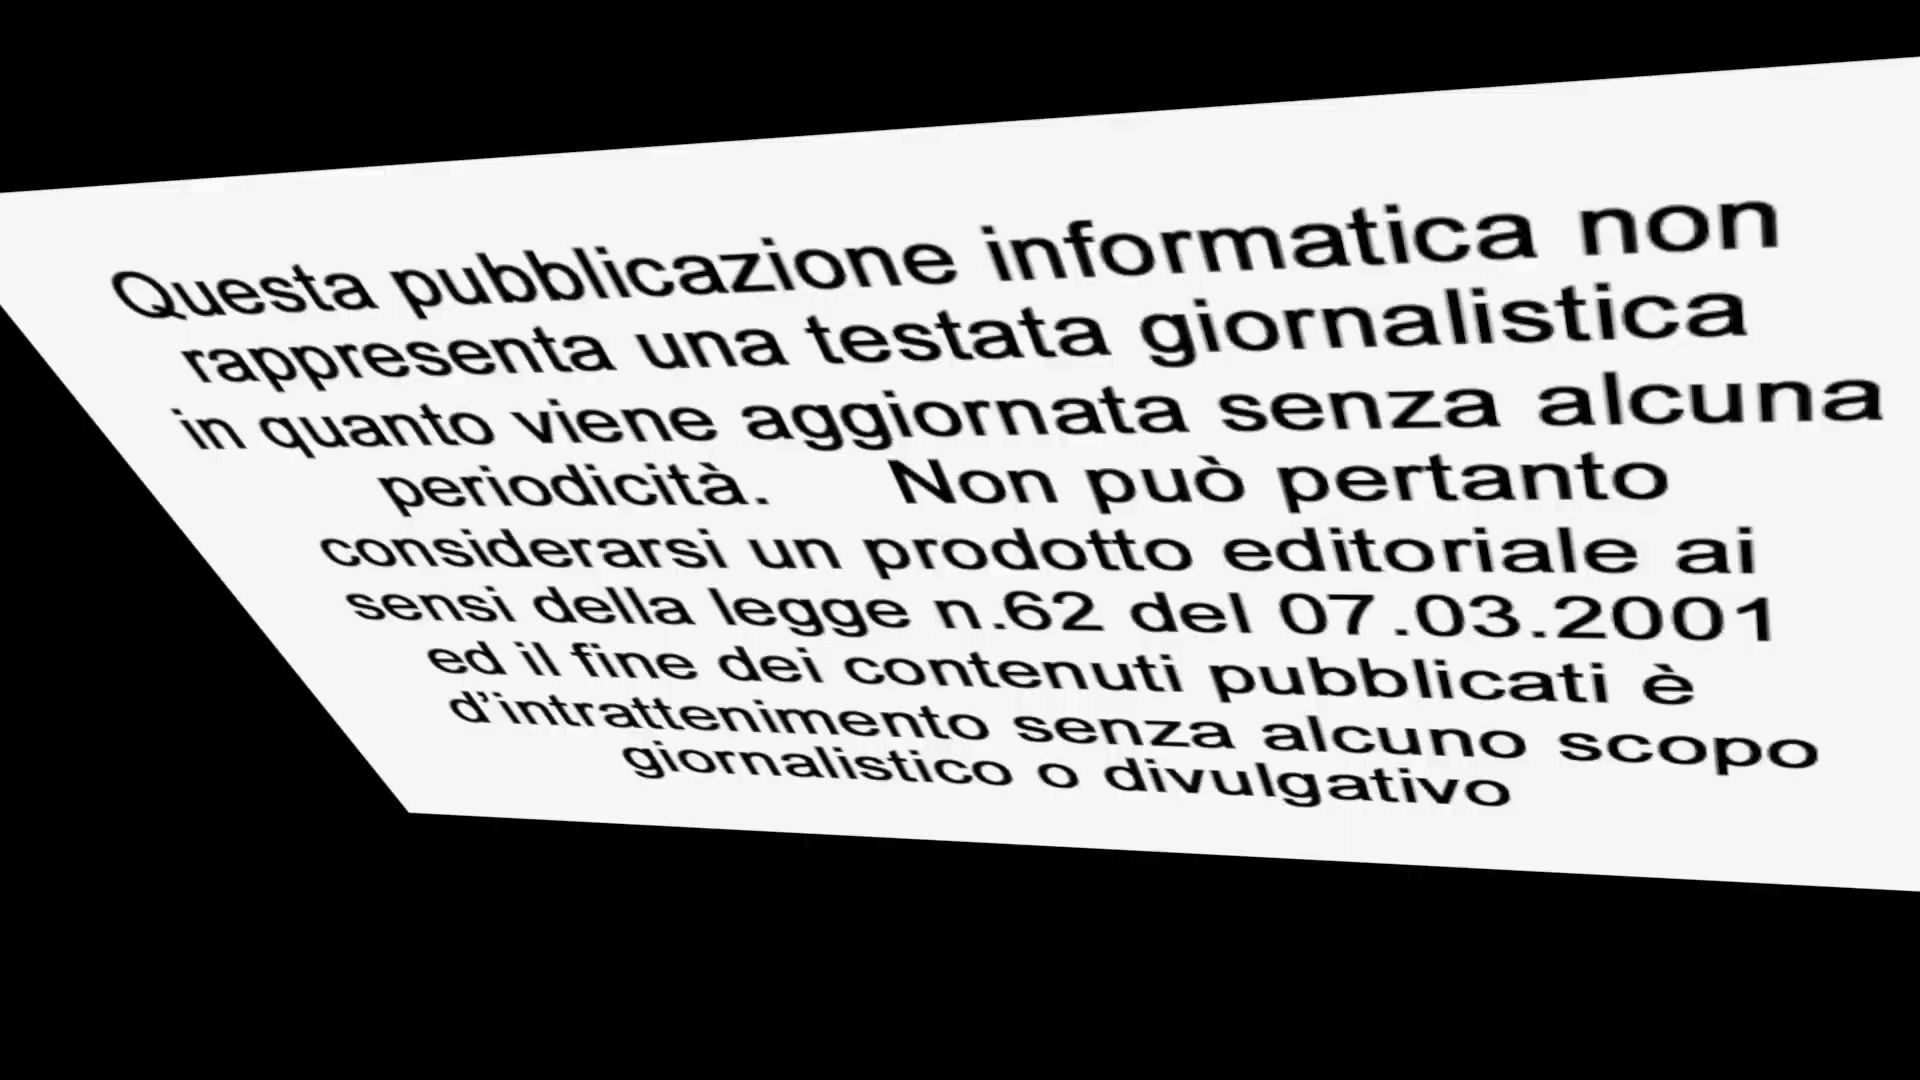 Questa pubblicazione informatica non
rappresenta una testata giornalistica
in quanto viene aggiornata senza alcuna
periodicità. Non può pertanto
considerarsi un prodotto editoriale ai
sensi della legge n.62 del 07.03.2001
ed il fine dei contenuti pubblicati è
d’intrattenimento senza alcuno scopo
giornalistico o divulgativo